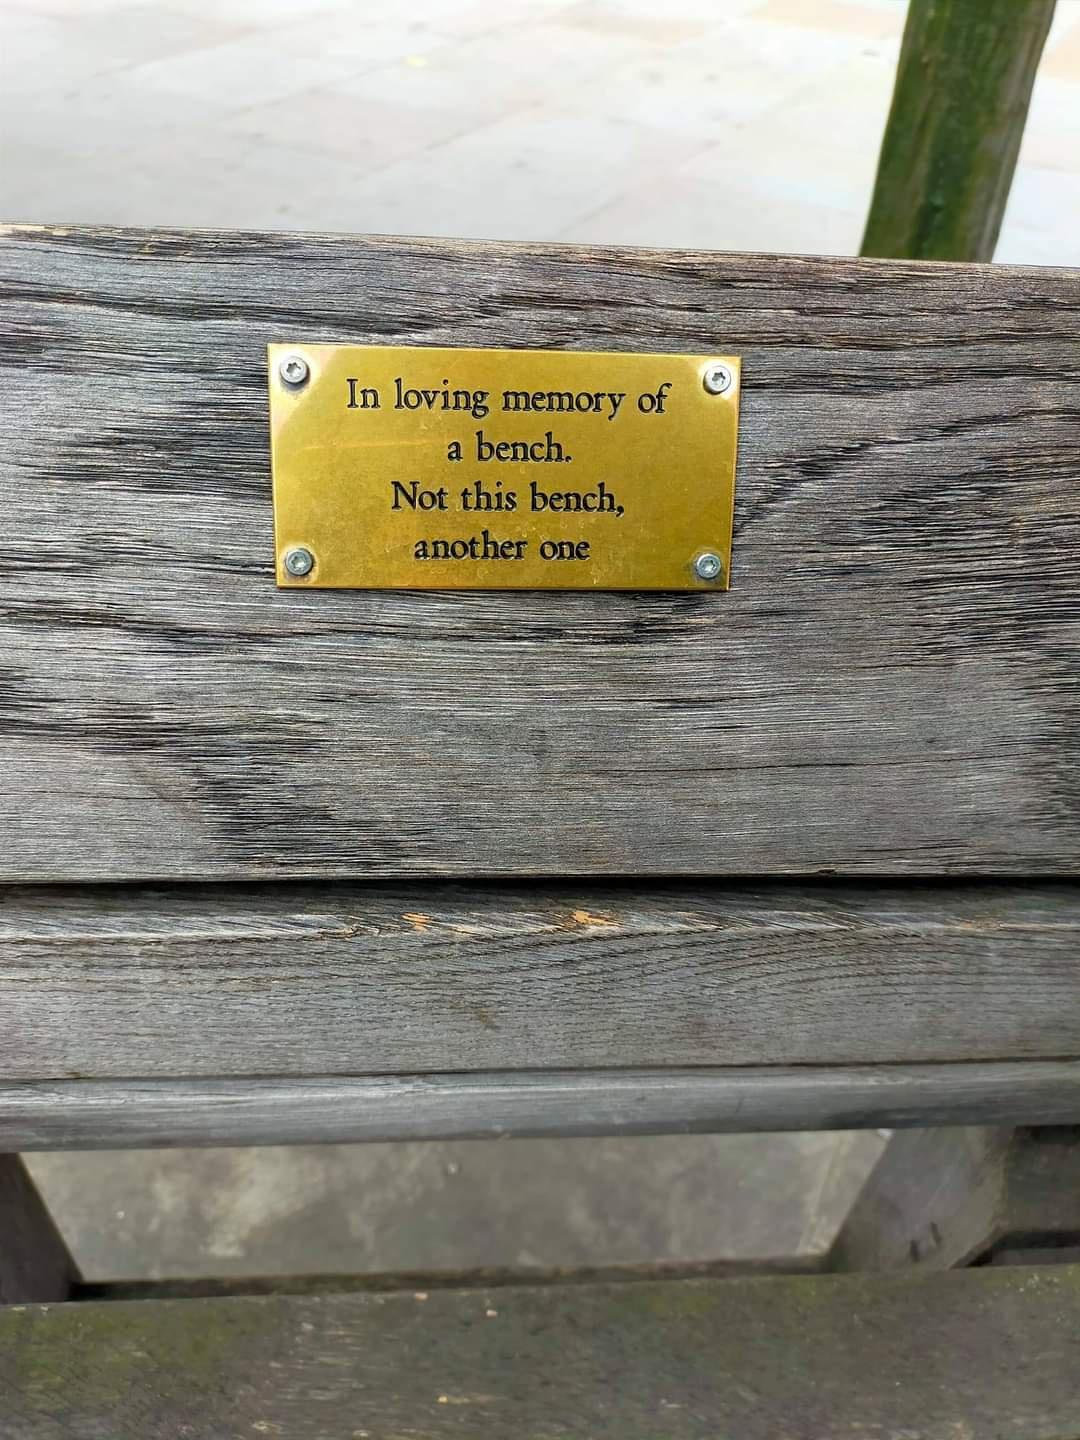 In loving memory of
a bench.
Not this bench,
another one